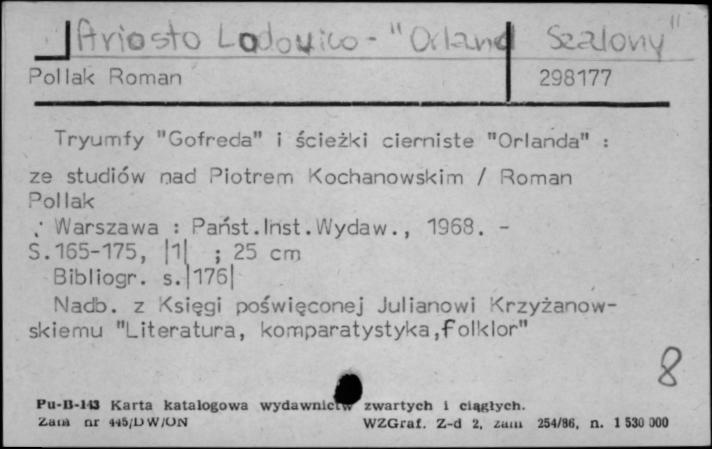 Ariosto Lodovico - "Orland Szalony"
Pollak Roman 298177
Tryumfy "Gofreda" i ścieżki cierniste "Orlanda" :
ze studiów nad Piotrem Kochanowskim / Roman
Pollak
; Warszawa : Państ.Inst.Wydaw., 1968. -
S.165-175, |1| ; 25 cm
Bibliogr. s.|176|
Nadb. z Księgi poświęconej Julianowi Krzyżanow-
skiemu "Literatura, komparatystyka,folklor"
8
Pu-B-143 Karta katalogowa wydawnictw zwartych i ciągłych.
Zam nr 445/DW/ON WZGraf. Z-d 2, zam 254/86, n. 1 530 000